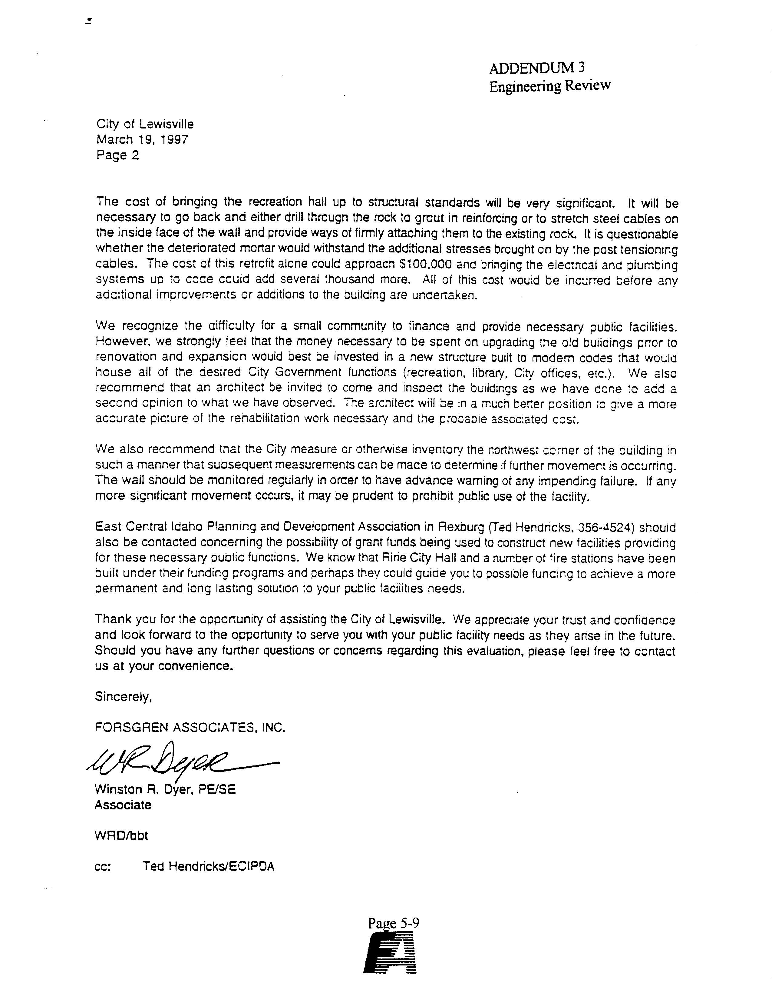 ADDENDUM 3
Engineering Review
City of Lewisville
March 19, 1997
Page 2
The cost of bringing the recreation hall up to structural standards will be very significant. It will be
necessary to go back and either drill through the rock to grout in reinforcing or to stretch steel cables on
the inside face of the wall and provide ways of firmly attaching them to the existing rock. It is questionable
whether the deteriorated mortar would withstand the additional stresses brought on by the post tensioning
cables. The cost of this retrofit alone could approach $100,000 and bringing the electrical and plumbing
systems up to code could add several thousand more. All of this cost would be incurred before any
additional improvements or additions to the building are undertaken.
We recognize the difficulty for a small community to finance and provide necessary public facilities.
However, we strongly feel that the money necessary to be spent on upgrading the old buildings prior to
renovation and expansion would best be invested in a new structure built to modern codes that would
house all of the desired City Government functions (recreation, library, City offices, etc.). We also
recommend that an architect be invited to come and inspect the buildings as we have done to add a
second opinion to what we have observed. The architect will be in a much better position to give a more
accurate picture of the rehabilitation work necessary and the probable associated cost.
We also recommend that the City measure or otherwise inventory the northwest corner of the building in
such a manner that subsequent measurements can be made to determine if further movement is occurring.
The wall should be monitored regularly in order to have advance warning of any impending failure. If any
more significant movement occurs, it may be prudent to prohibit public use of the facility.
East Central Idaho Planning and Development Association in Rexburg (Ted Hendricks, 356-4524) should
also be contacted concerning the possibility of grant funds being used to construct new facilities providing
for these necessary public functions. We know that Ririe City Hall and a number of fire stations have been
built under their funding programs and perhaps they could guide you to possible funding to achieve a more
permanent and long lasting solution to your public facilities needs.
Thank you for the opportunity of assisting the City of Lewisville. We appreciate your trust and confidence
and look forward to the opportunity to serve you with your public facility needs as they arise in the future.
Should you have any further questions or concerns regarding this evaluation, please feel free to contact
us at your convenience.
Sincerely,
FORSGREN ASSOCIATES, INC.
WR Dyer
Winston R. Dyer, PE/SE
Associate
WRD/bbt
cc: Ted Hendricks/ECIPDA
Page 5-9
FA